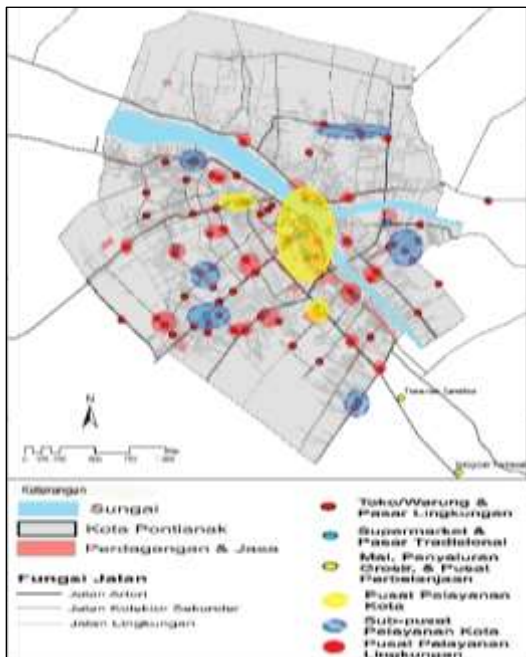 N
Keterangan
Sungai
Kota Pontianak
Perdagangan & Jasa
Fungsi Jalan
Jalan Arteri
Jalan Kolektor Sekunder
Jalan Lingkungan
Toko/Warung & Pasar Lingkungan
Supermarket & Pasar Tradisional
Mal, Penyaluran Grosir, & Pusat Perbelanjaan
Pusat Pelayanan Kota
Sub-pusat Pelayanan Kota
Pusat Pelayanan Lingkungan